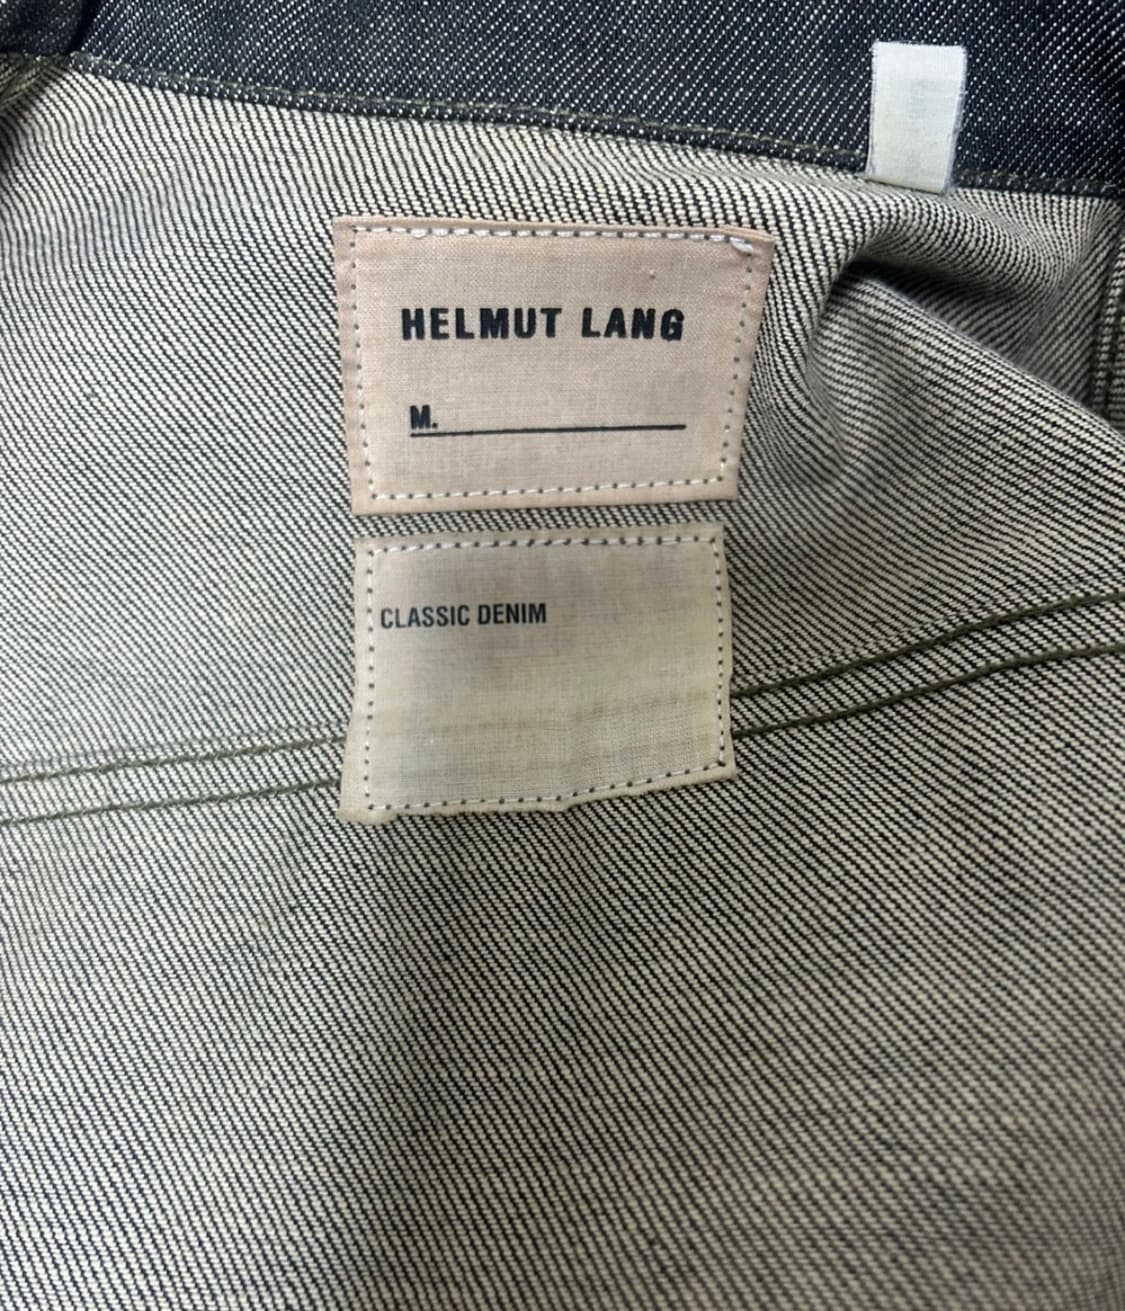 HELMUT LANG
M.
CLASSIC DENIM